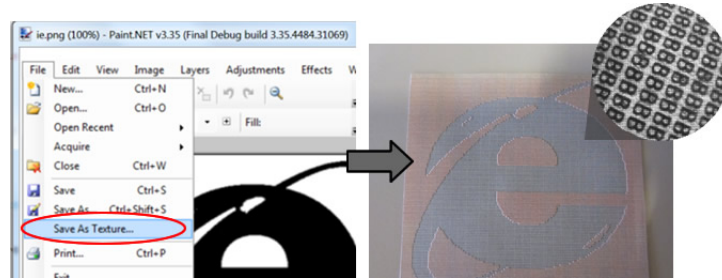 ie.png (100%) - Paint.NET v3.35 (Final Debug build 3.35.4484.31069)
File Edit View Image Layers Adjustments Effects W
New... Ctrl+N
Open... Ctrl+O
Open Recent
Acquire
Fill:
Close Ctrl+W
Save Ctrl+S
Save As Ctrl+Shift+S
Save As Texture...
Print... Ctrl+P
Exit